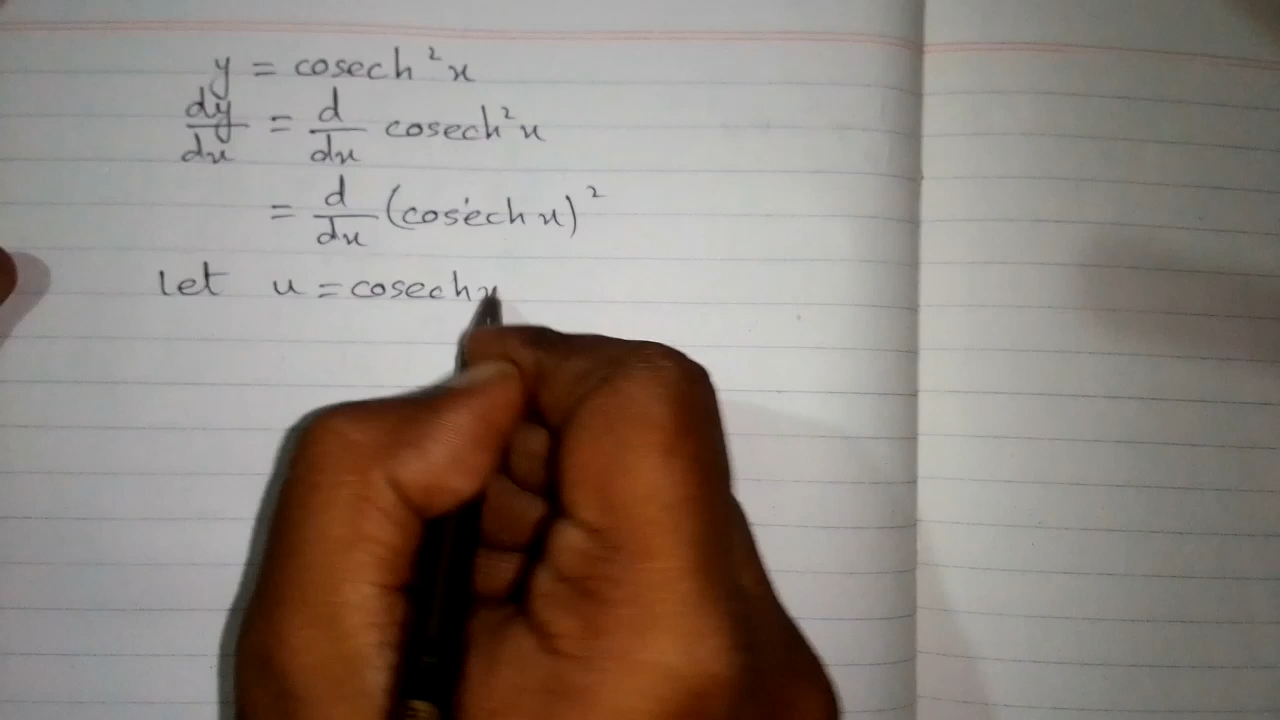 y = cosech²x
dy/dx = d/dx cosech²x
= d/dx (cosech x)²
let u = cosech x